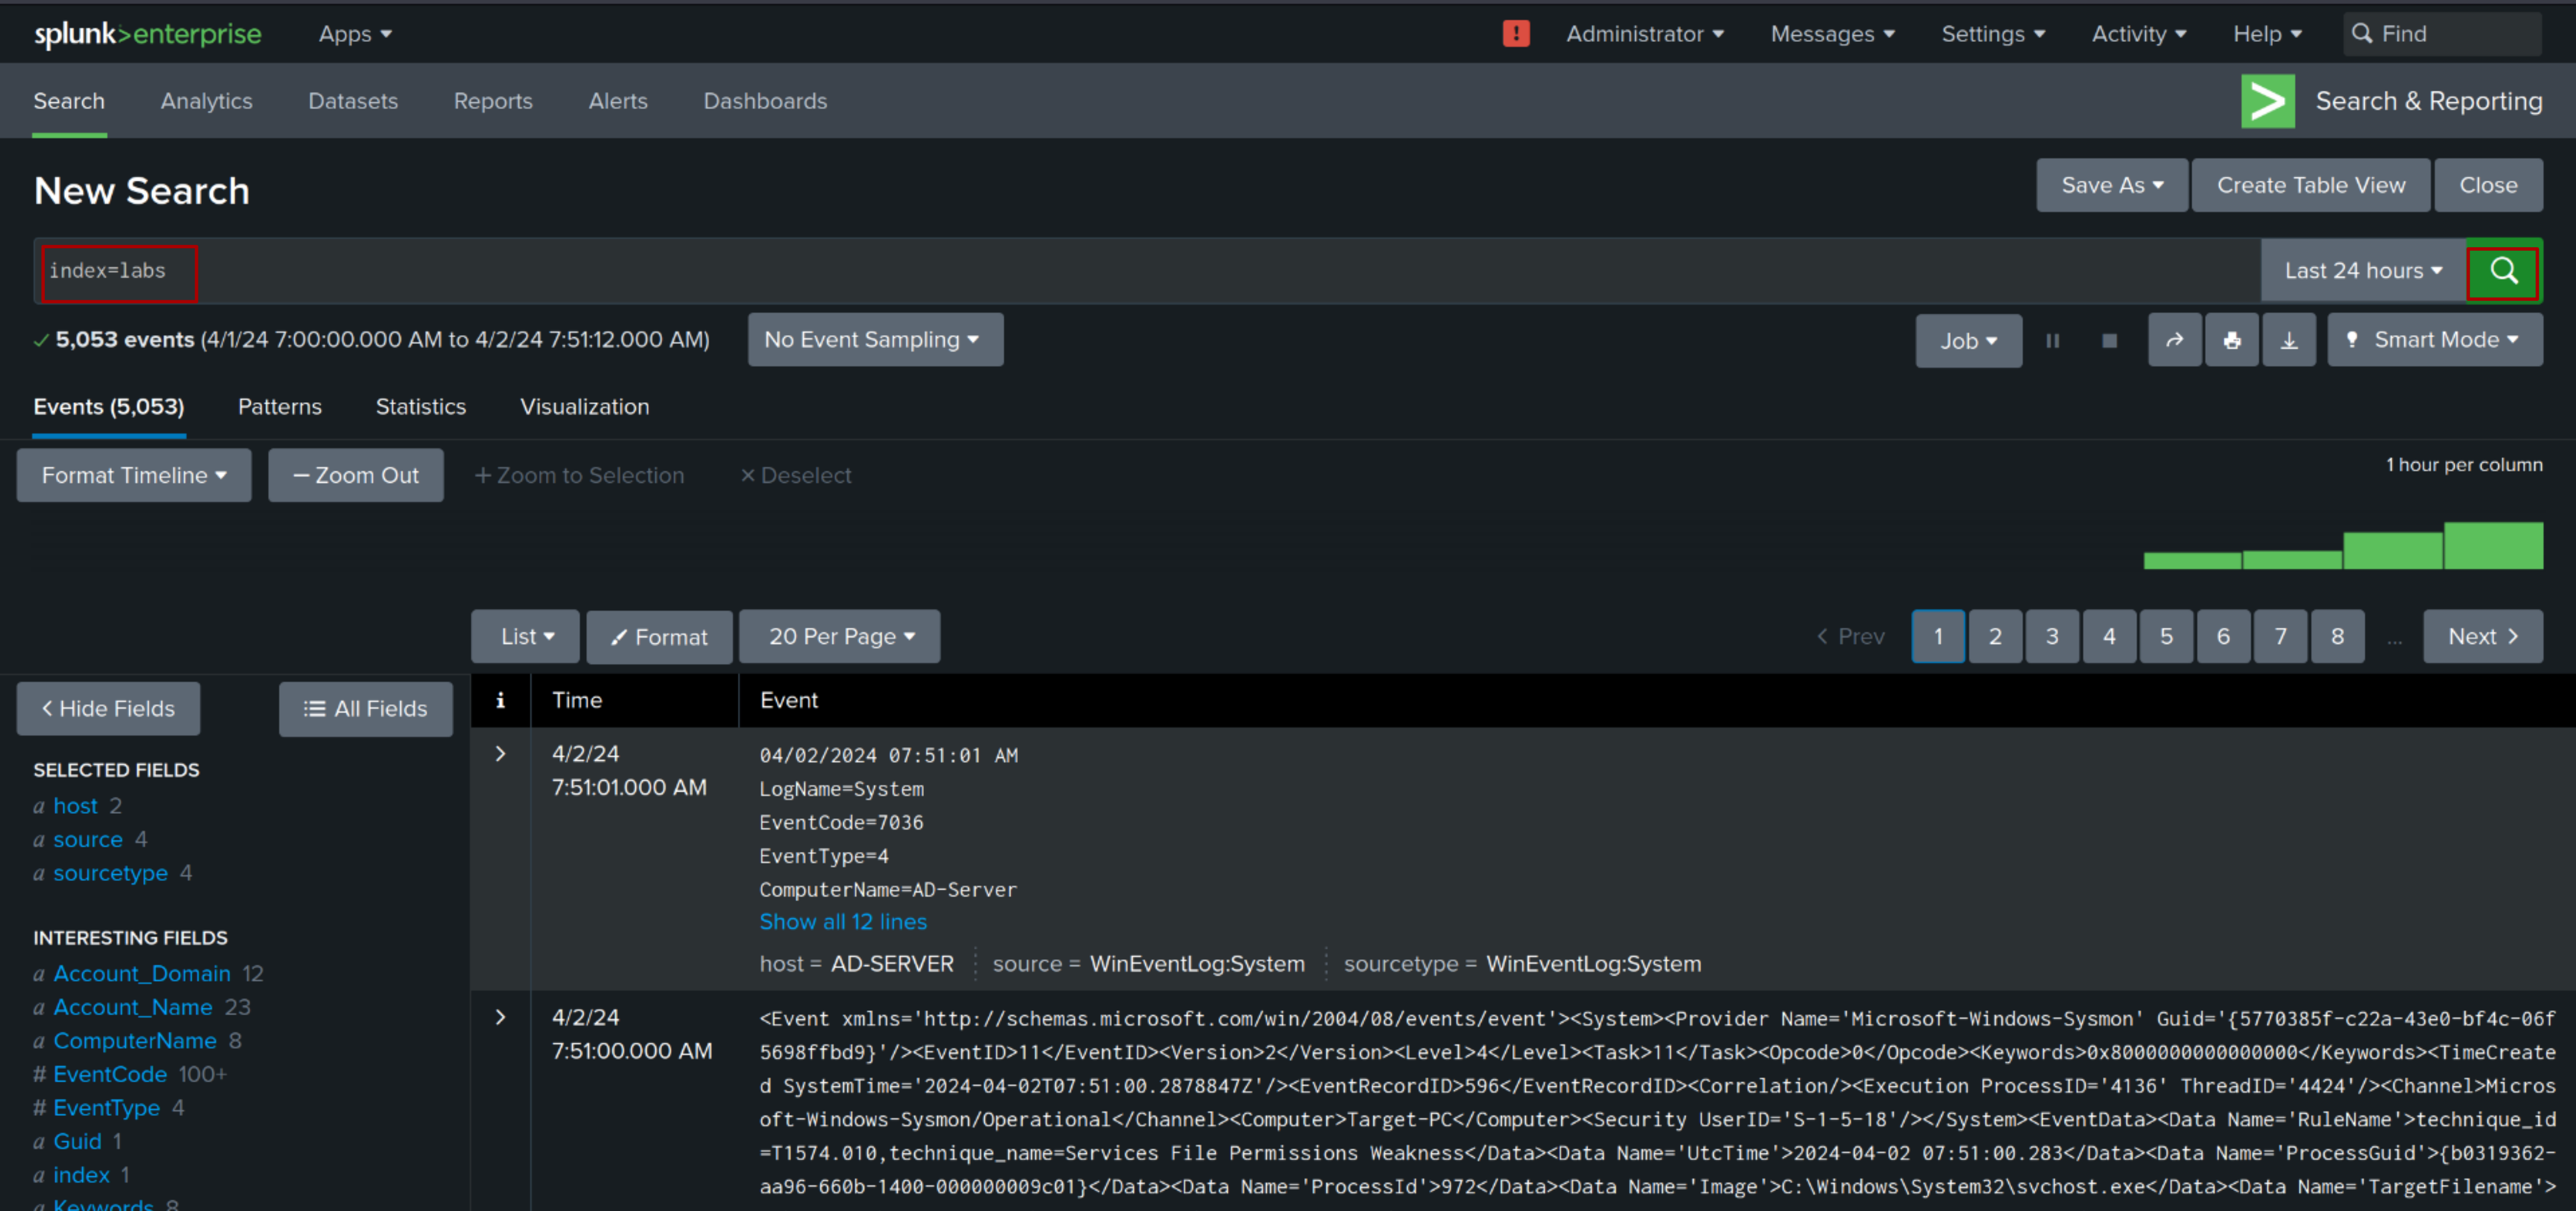 splunk>enterprise Apps ! Administrator Messages Settings Activity Help Find
Search Analytics Datasets Reports Alerts Dashboards Search & Reporting
New Search Save As Create Table View Close
index=labs Last 24 hours
5,053 events (4/1/24 7:00:00.000 AM to 4/2/24 7:51:12.000 AM) No Event Sampling Job Smart Mode
Events (5,053) Patterns Statistics Visualization
Format Timeline — Zoom Out + Zoom to Selection × Deselect 1 hour per column
List Format 20 Per Page < Prev 1 2 3 4 5 6 7 8 ... Next >
< Hide Fields All Fields i Time Event
SELECTED FIELDS
a host 2
a source 4
a sourcetype 4
INTERESTING FIELDS
a Account_Domain 12
a Account_Name 23
a ComputerName 8
# EventCode 100+
# EventType 4
a Guid 1
a index 1
a Keywords 8
> 4/2/24
7:51:01.000 AM
04/02/2024 07:51:01 AM
LogName=System
EventCode=7036
EventType=4
ComputerName=AD-Server
Show all 12 lines
host = AD-SERVER source = WinEventLog:System sourcetype = WinEventLog:System
> 4/2/24
7:51:00.000 AM
<Event xmlns='http://schemas.microsoft.com/win/2004/08/events/event'><System><Provider Name='Microsoft-Windows-Sysmon' Guid='{5770385f-c22a-43e0-bf4c-06f
5698ffbd9}'/><EventID>11</EventID><Version>2</Version><Level>4</Level><Task>11</Task><Opcode>0</Opcode><Keywords>0x8000000000000000</Keywords><TimeCreate
d SystemTime='2024-04-02T07:51:00.2878847Z'/><EventRecordID>596</EventRecordID><Correlation/><Execution ProcessID='4136' ThreadID='4424'/><Channel>Micros
oft-Windows-Sysmon/Operational</Channel><Computer>Target-PC</Computer><Security UserID='S-1-5-18'/></System><EventData><Data Name='RuleName'>technique_id
=T1574.010,technique_name=Services File Permissions Weakness</Data><Data Name='UtcTime'>2024-04-02 07:51:00.283</Data><Data Name='ProcessGuid'>{b0319362-
aa96-660b-1400-000000009c01}</Data><Data Name='ProcessId'>972</Data><Data Name='Image'>C:\Windows\System32\svchost.exe</Data><Data Name='TargetFilename'>